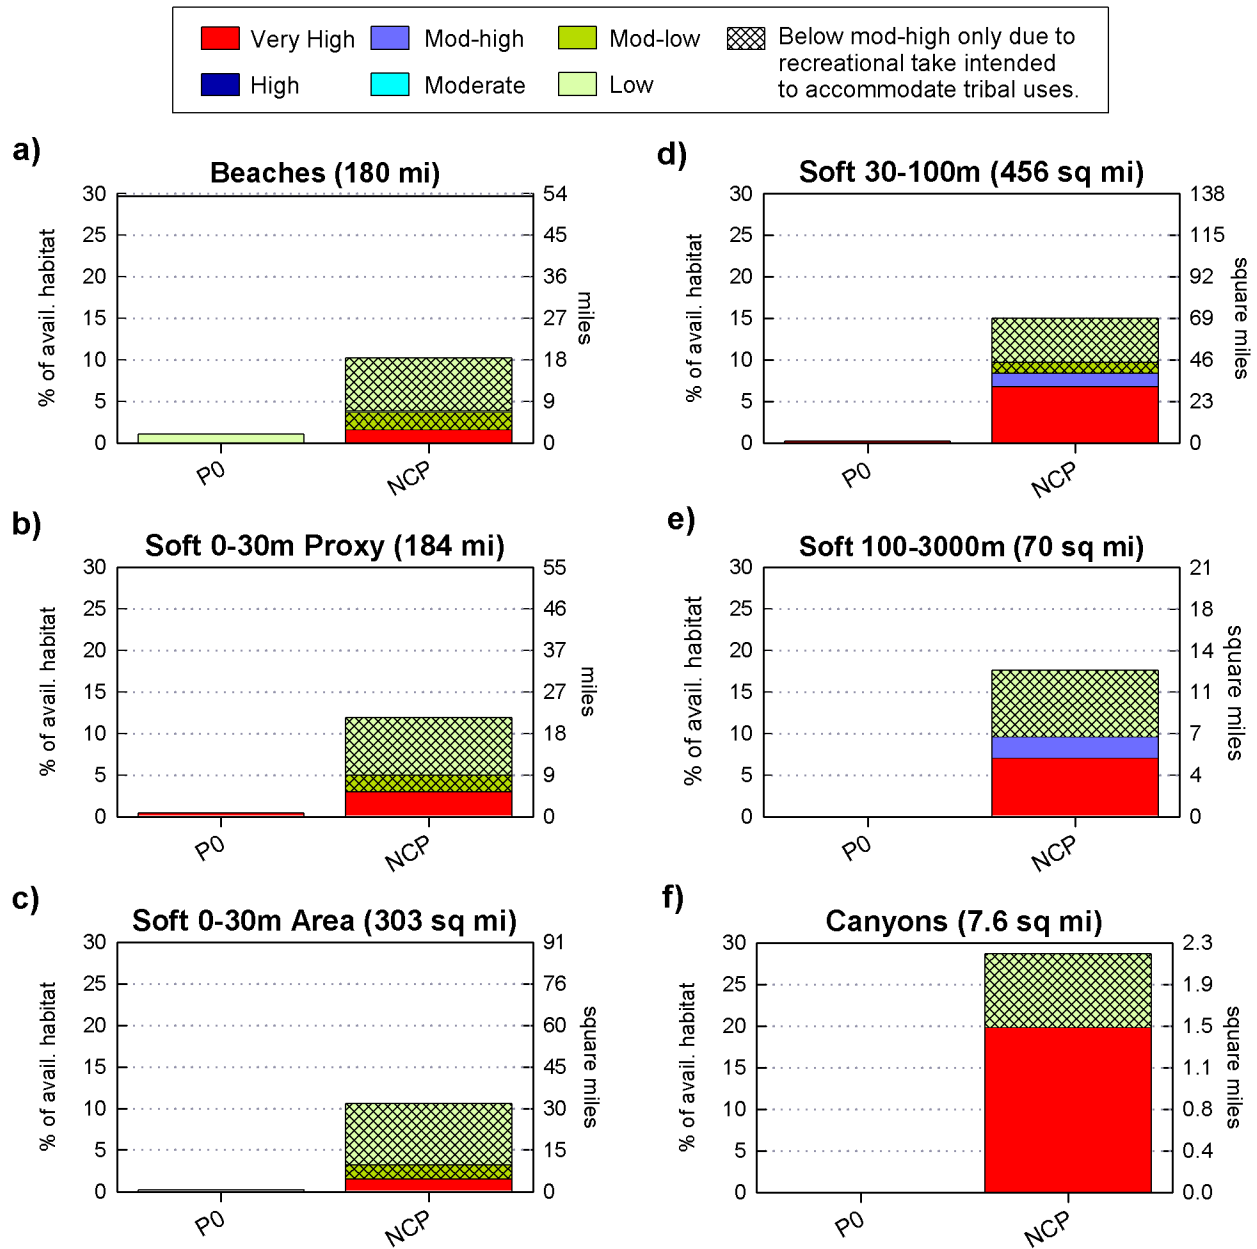 Very High
Mod-high
Mod-low
Below mod-high only due to
recreational take intended
to accommodate tribal uses.
High
Moderate
Low
a)
Beaches (180 mi)
% of avail. habitat
30
25
20
15
10
5
0
54
45
36
27
18
9
0
miles
P0
NCP
b)
Soft 0-30m Proxy (184 mi)
% of avail. habitat
30
25
20
15
10
5
0
55
46
37
27
18
9
0
miles
P0
NCP
c)
Soft 0-30m Area (303 sq mi)
% of avail. habitat
30
25
20
15
10
5
0
91
76
60
45
30
15
0
square miles
P0
NCP
d)
Soft 30-100m (456 sq mi)
% of avail. habitat
30
25
20
15
10
5
0
138
115
92
69
46
23
0
square miles
P0
NCP
e)
Soft 100-3000m (70 sq mi)
% of avail. habitat
30
25
20
15
10
5
0
21
18
14
11
7
4
0
square miles
P0
NCP
f)
Canyons (7.6 sq mi)
% of avail. habitat
30
25
20
15
10
5
0
2.3
1.9
1.5
1.1
0.8
0.4
0.0
square miles
P0
NCP